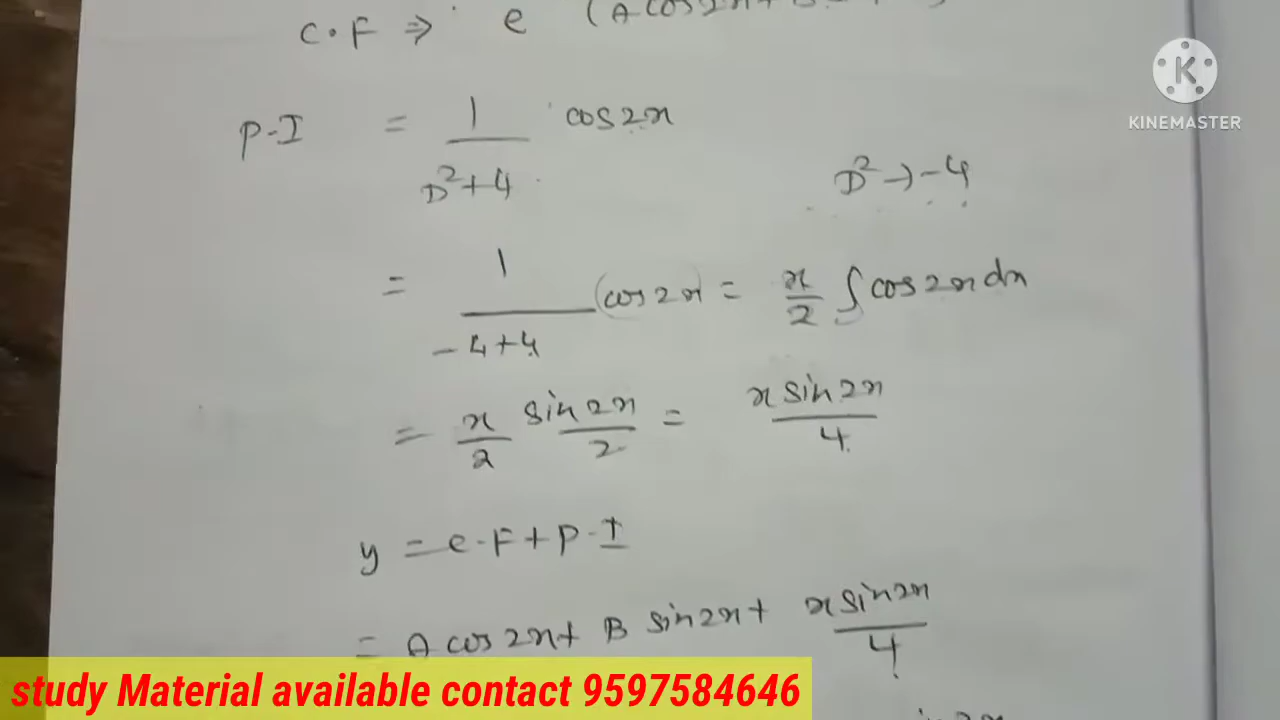 C.F ⇒ e (A cos2x +
P-I = 1/(D²+4) cos2x
D² → -4
= 1/(-4+4) (cos2x) = x/2 ∫cos2x dx
= x/2 sin2x/2 = x sin2x/4
y = C.F + P.I
= A cos2x + B sin2x + x sin2x/4
KINEMASTER
study Material available contact 9597584646